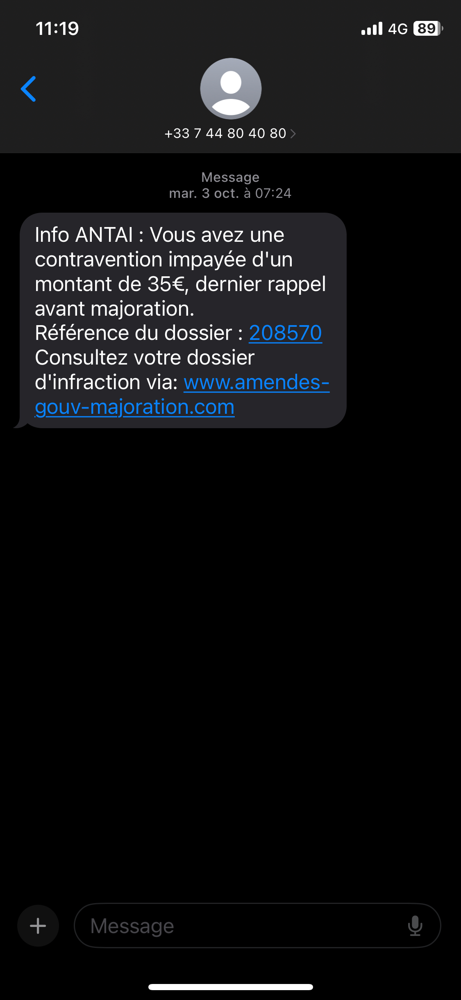 11:19
4G 89
+33 7 44 80 40 80
Message
mar. 3 oct. à 07:24
Info ANTAI : Vous avez une
contravention impayée d'un
montant de 35€, dernier rappel
avant majoration.
Référence du dossier : 208570
Consultez votre dossier
d'infraction via: www.amendes-
gouv-majoration.com
Message